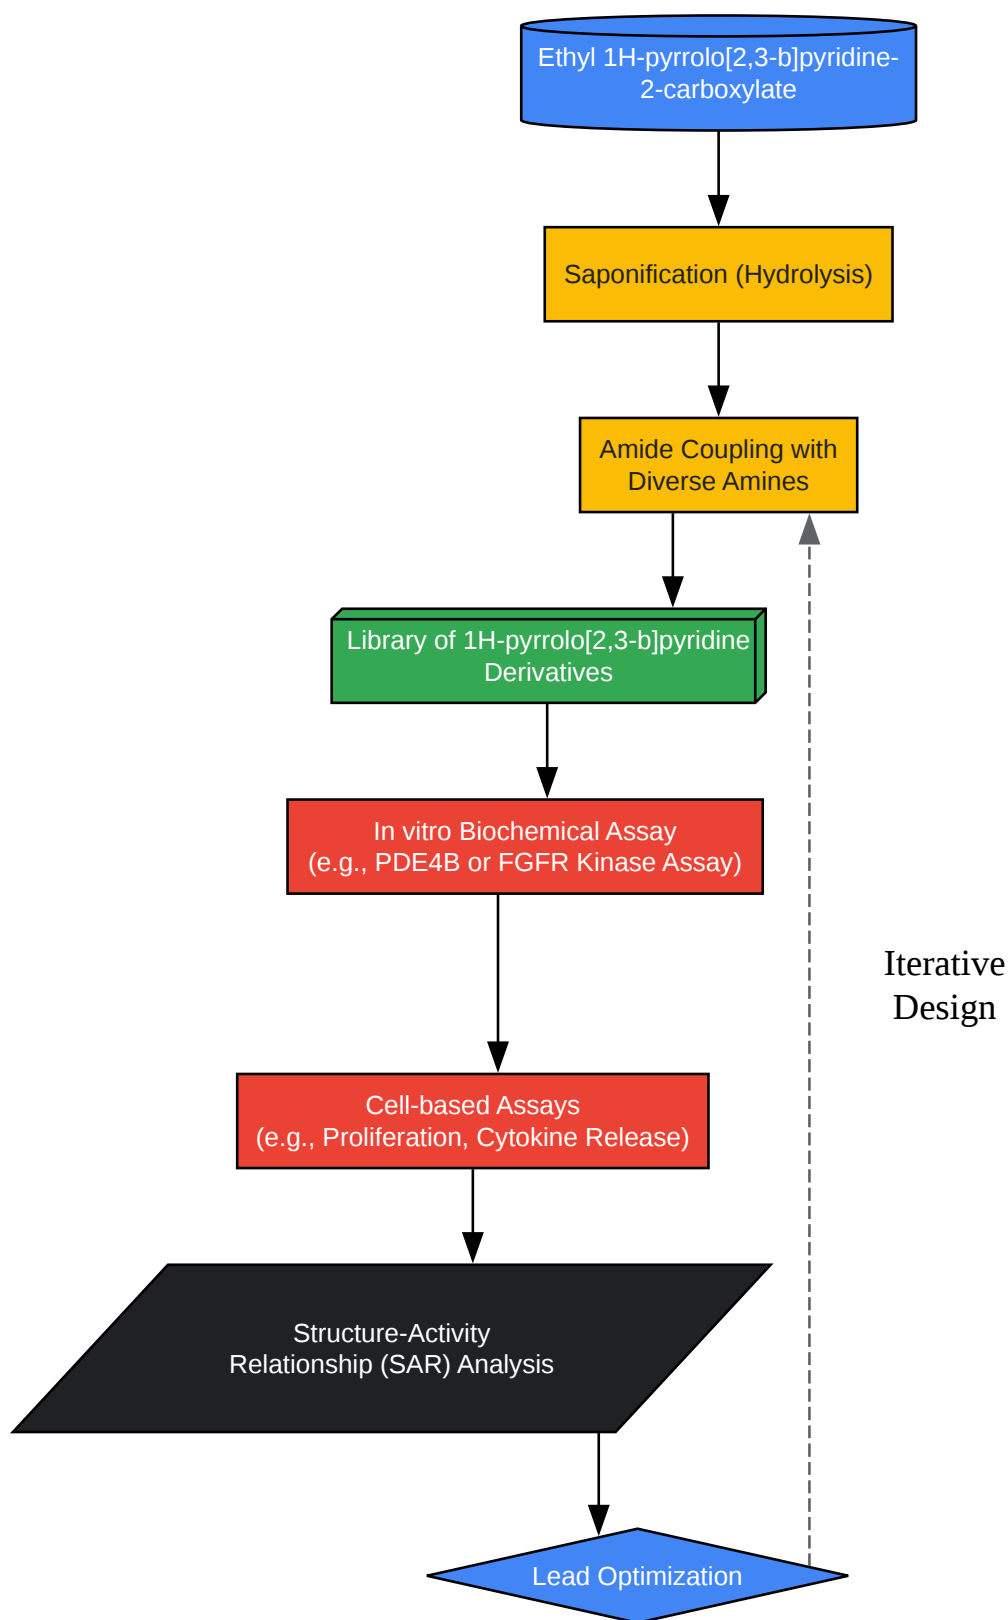 Ethyl 1H-pyrrolo[2,3-b]pyridine-
2-carboxylate
Saponification (Hydrolysis)
Amide Coupling with
Diverse Amines
Library of 1H-pyrrolo[2,3-b]pyridine
Derivatives
In vitro Biochemical Assay
(e.g., PDE4B or FGFR Kinase Assay)
Iterative
Design
Cell-based Assays
(e.g., Proliferation, Cytokine Release)
Structure-Activity
Relationship (SAR) Analysis
Lead Optimization